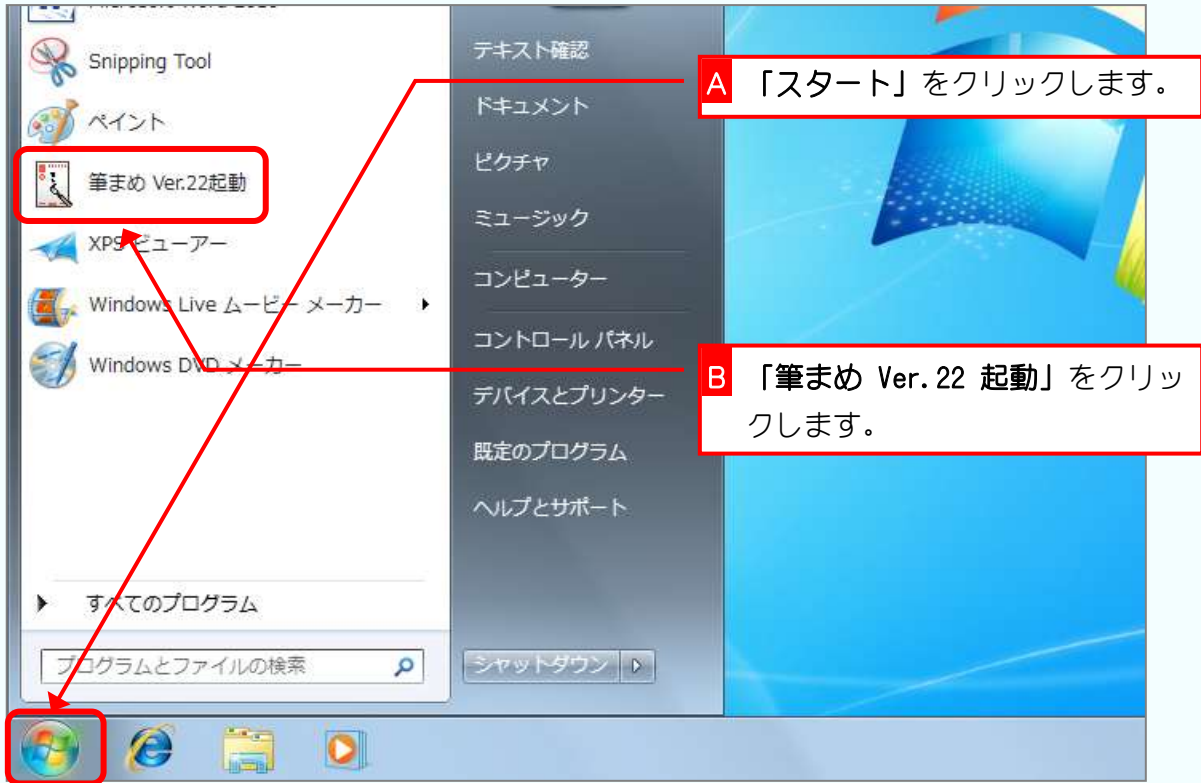 Microsoft Word 2010
Snipping Tool
ペイント
筆まめ Ver.22起動
XPS ビューアー
Windows Live ムービー メーカー
Windows DVD メーカー
すべてのプログラム
プログラムとファイルの検索
テキスト確認
ドキュメント
ピクチャ
ミュージック
コンピューター
コントロール パネル
デバイスとプリンター
既定のプログラム
ヘルプとサポート
シャットダウン
A 「スタート」をクリックします。
B 「筆まめ Ver.22 起動」をクリッ
クします。